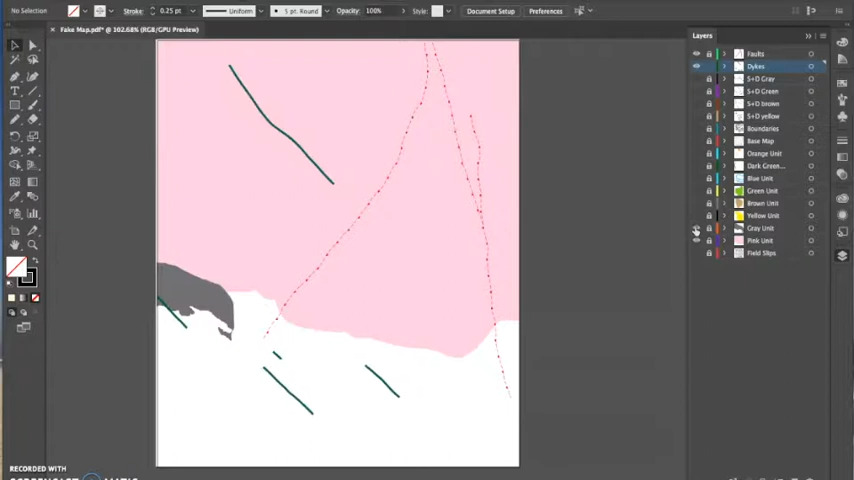 No Selection
Stroke:
0.25 pt
Uniform
5 pt. Round
Opacity:
100%
Style:
Document Setup
Preferences
× Fake Map.pdf* @ 102.68% (RGB/GPU Preview)
Layers
Faults
Dykes
S+D Gray
S+D Green
S+D brown
S+D yellow
Boundaries
Base Map
Orange Unit
Dark Green...
Blue Unit
Green Unit
Brown Unit
Yellow Unit
Gray Unit
Pink Unit
Field Slips
RECORDED WITH